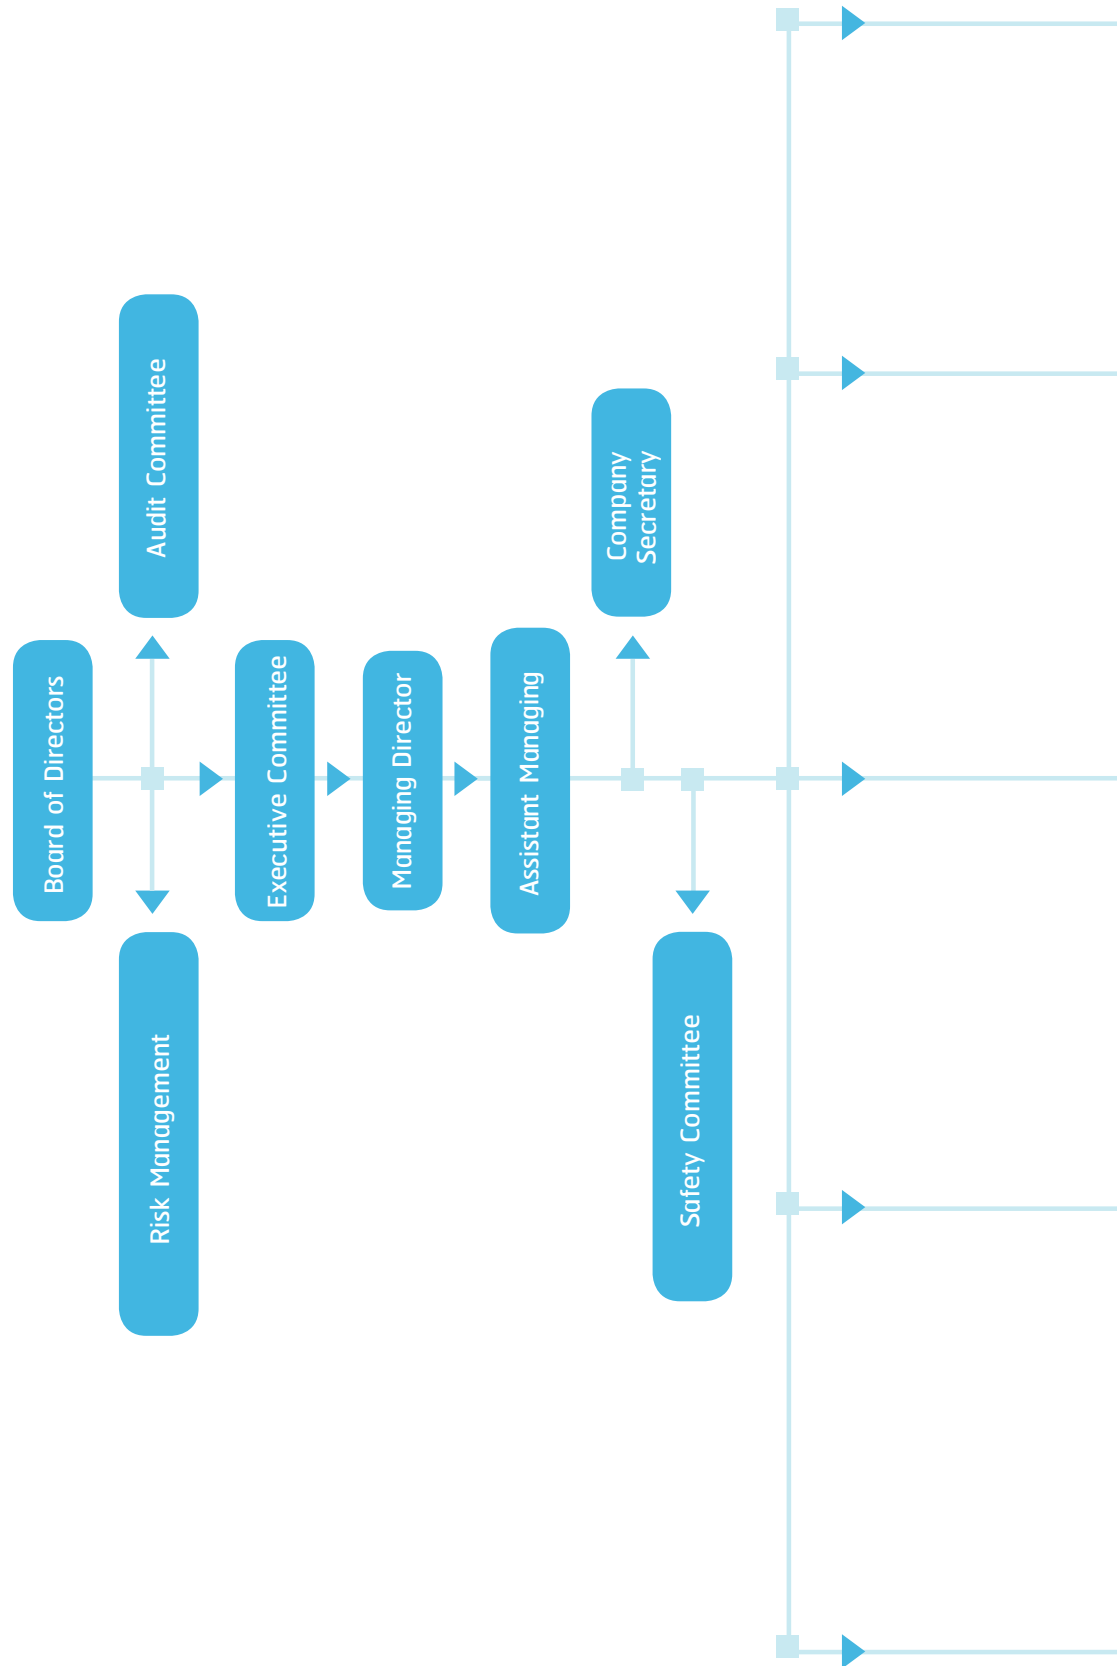 Board of Directors
Audit Committee
Risk Management
Executive Committee
Managing Director
Assistant Managing
Company
Secretary
Safety Committee